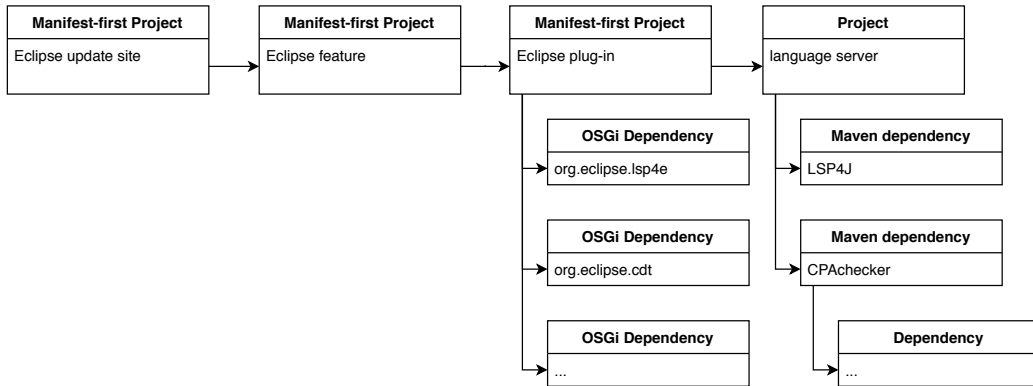 Manifest-first Project
Eclipse update site
Manifest-first Project
Eclipse feature
Manifest-first Project
Eclipse plug-in
Project
language server
OSGi Dependency
org.eclipse.lsp4e
Maven dependency
LSP4J
OSGi Dependency
org.eclipse.cdt
Maven dependency
CPAchecker
OSGi Dependency
...
Dependency
...